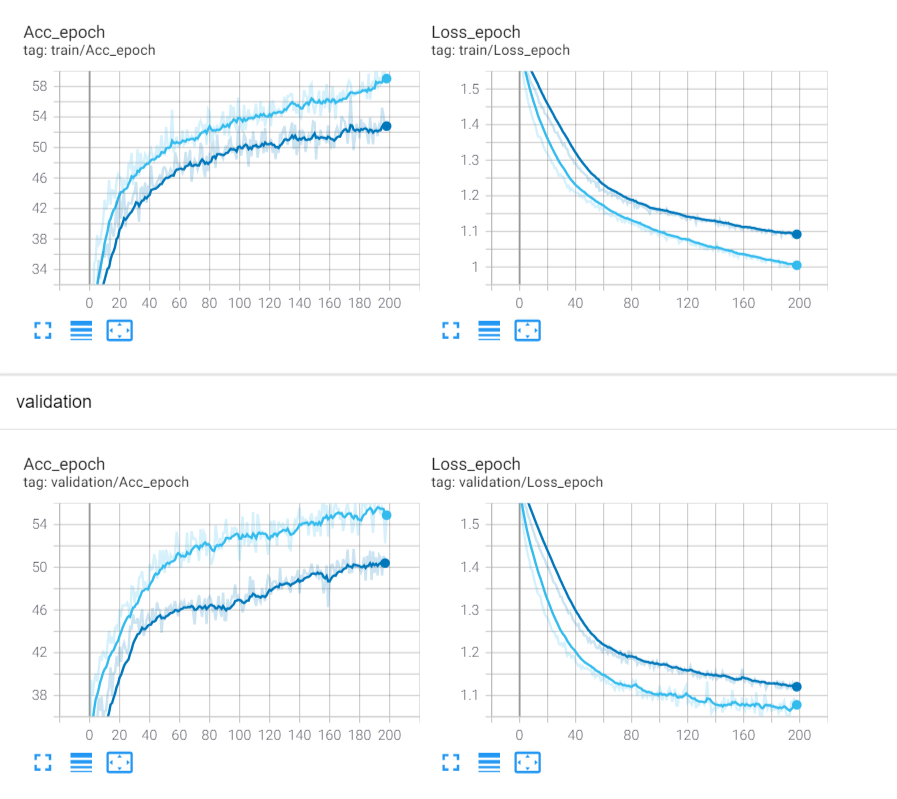 Acc_epoch
tag: train/Acc_epoch
58
54
50
46
42
38
34
0 20 40 60 80 100 120 140 160 180 200
Loss_epoch
tag: train/Loss_epoch
1.5
1.4
1.3
1.2
1.1
1
0 40 80 120 160 200
validation
Acc_epoch
tag: validation/Acc_epoch
54
50
46
42
38
0 20 40 60 80 100 120 140 160 180 200
Loss_epoch
tag: validation/Loss_epoch
1.5
1.4
1.3
1.2
1.1
0 40 80 120 160 200